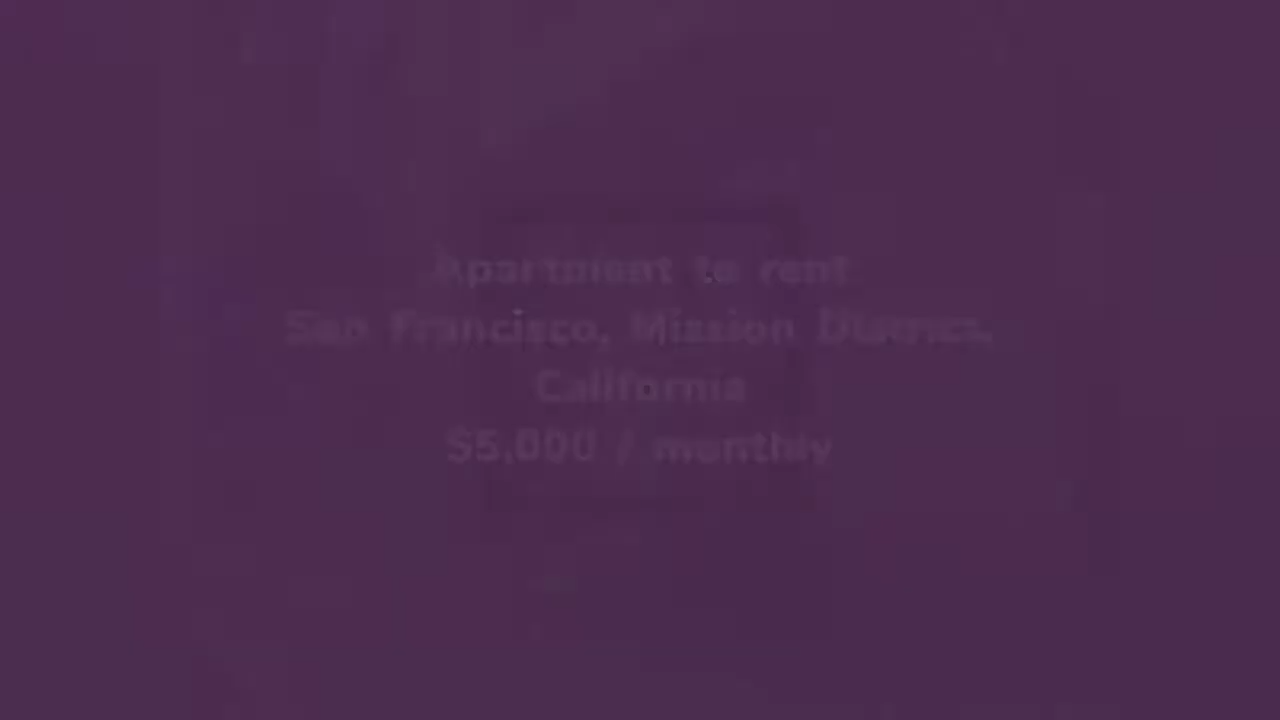 Apartment to rent
San Francisco, Mission District,
California
$5,000 / monthly